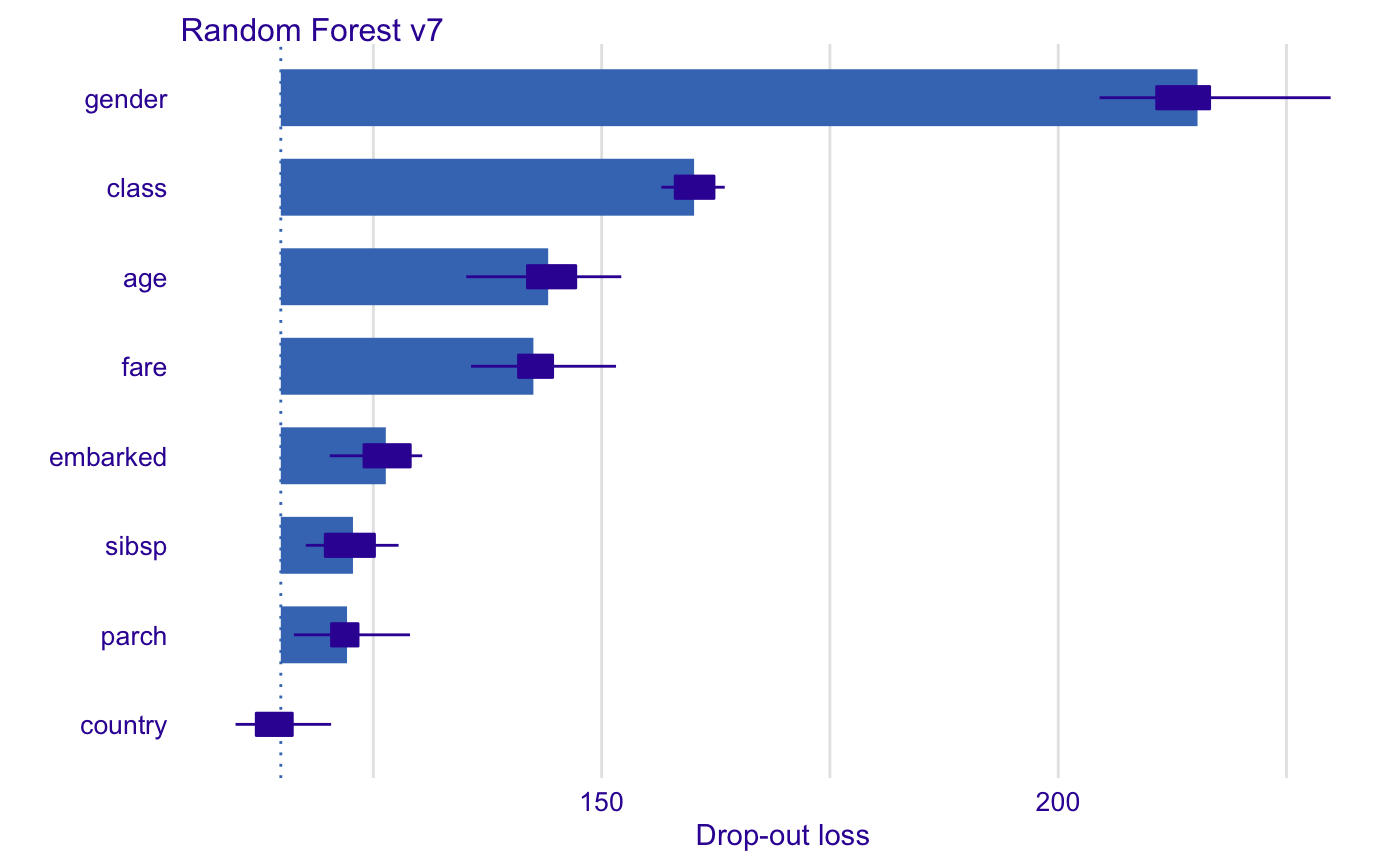 Random Forest v7
gender
class
age
fare
embarked
sibsp
parch
country
150 200
Drop-out loss